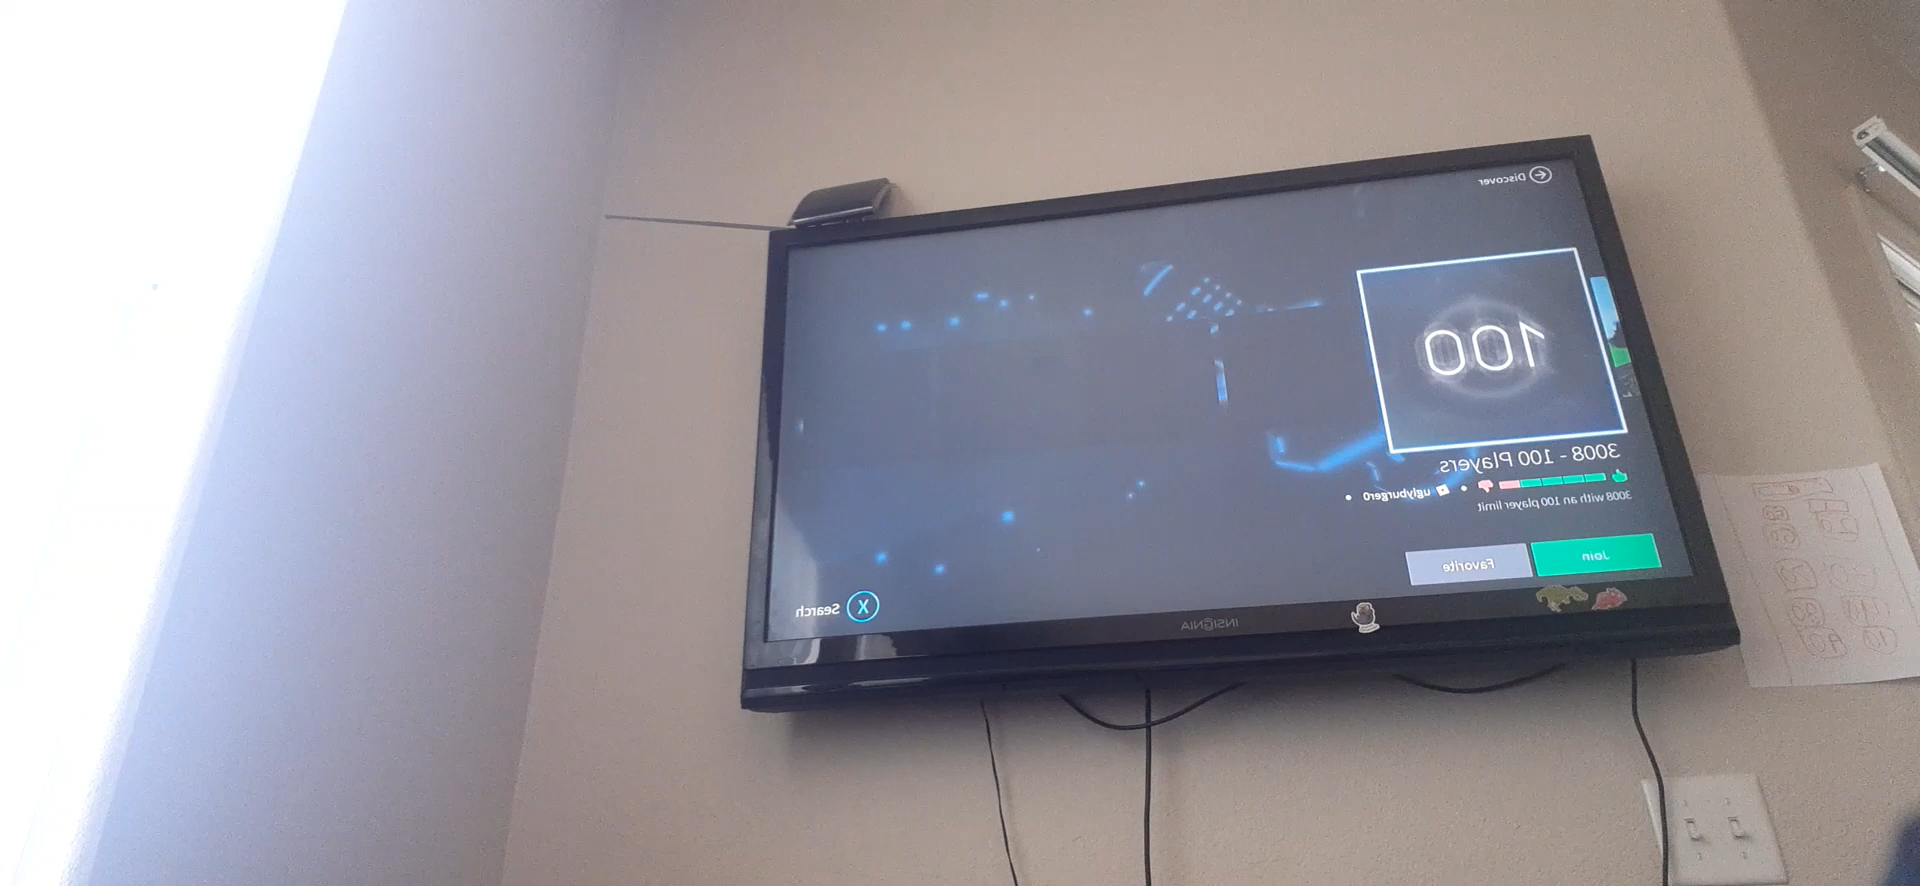 Discover
100
3008 - 100 Players
uglyburger0
3008 with an 100 player limit
Join
Favorite
X Search
INSIGNIA